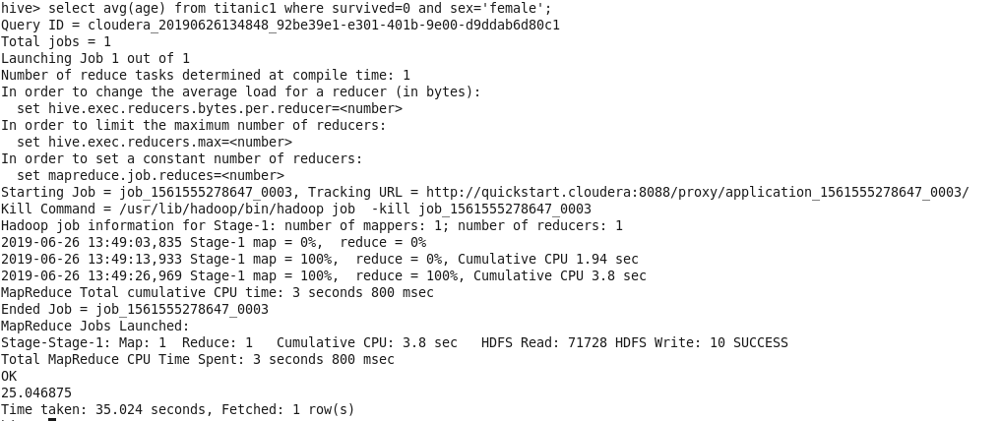 hive> select avg(age) from titanic1 where survived=0 and sex='female';
Query ID = cloudera_20190626134848_92be39e1-e301-401b-9e00-d9ddab6d80c1
Total jobs = 1
Launching Job 1 out of 1
Number of reduce tasks determined at compile time: 1
In order to change the average load for a reducer (in bytes):
  set hive.exec.reducers.bytes.per.reducer=<number>
In order to limit the maximum number of reducers:
  set hive.exec.reducers.max=<number>
In order to set a constant number of reducers:
  set mapreduce.job.reduces=<number>
Starting Job = job_1561555278647_0003, Tracking URL = http://quickstart.cloudera:8088/proxy/application_1561555278647_0003/
Kill Command = /usr/lib/hadoop/bin/hadoop job  -kill job_1561555278647_0003
Hadoop job information for Stage-1: number of mappers: 1; number of reducers: 1
2019-06-26 13:49:03,835 Stage-1 map = 0%,  reduce = 0%
2019-06-26 13:49:13,933 Stage-1 map = 100%,  reduce = 0%, Cumulative CPU 1.94 sec
2019-06-26 13:49:26,969 Stage-1 map = 100%,  reduce = 100%, Cumulative CPU 3.8 sec
MapReduce Total cumulative CPU time: 3 seconds 800 msec
Ended Job = job_1561555278647_0003
MapReduce Jobs Launched:
Stage-Stage-1: Map: 1  Reduce: 1   Cumulative CPU: 3.8 sec   HDFS Read: 71728 HDFS Write: 10 SUCCESS
Total MapReduce CPU Time Spent: 3 seconds 800 msec
OK
25.046875
Time taken: 35.024 seconds, Fetched: 1 row(s)